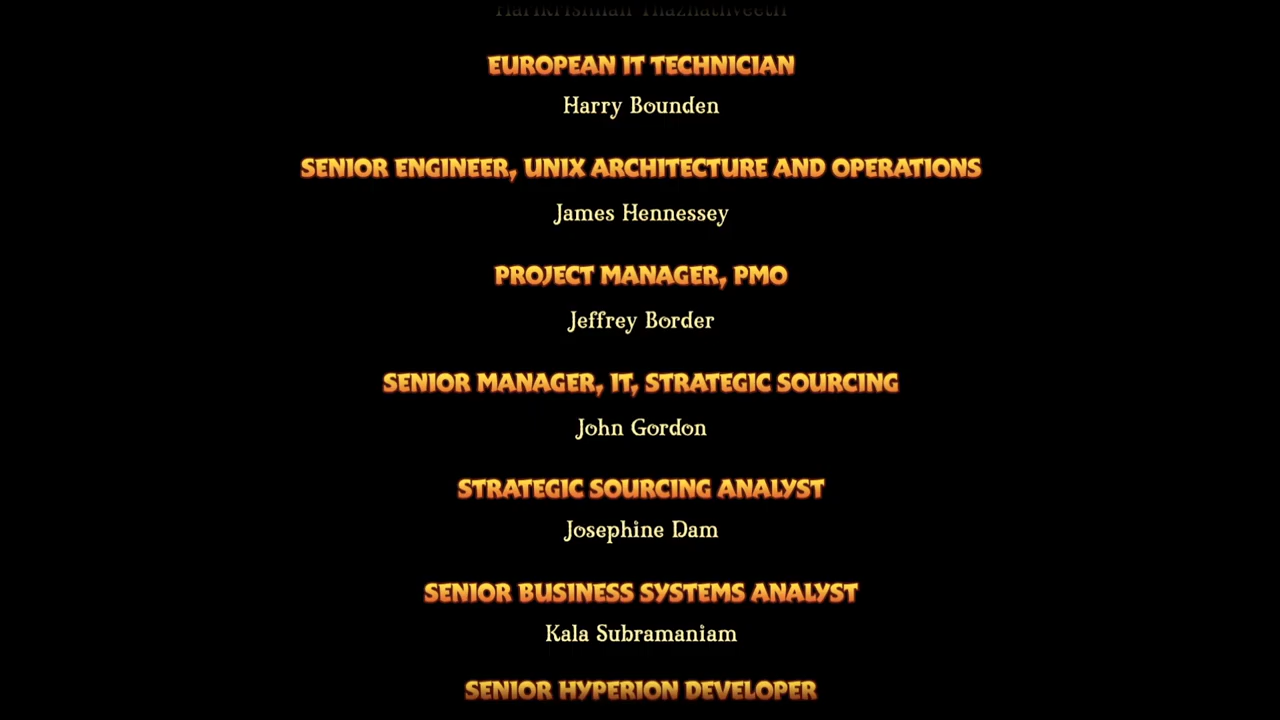 Harikrishnan Thazhathveetil
EUROPEAN IT TECHNICIAN
Harry Bounden
SENIOR ENGINEER, UNIX ARCHITECTURE AND OPERATIONS
James Hennessey
PROJECT MANAGER, PMO
Jeffrey Border
SENIOR MANAGER, IT, STRATEGIC SOURCING
John Gordon
STRATEGIC SOURCING ANALYST
Josephine Dam
SENIOR BUSINESS SYSTEMS ANALYST
Kala Subramaniam
SENIOR HYPERION DEVELOPER